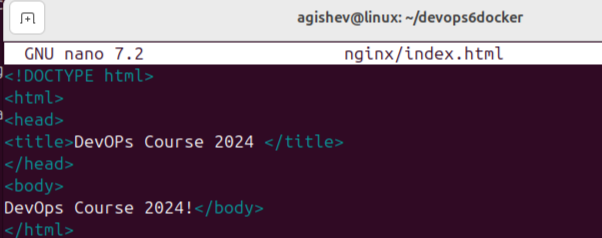 agishev@linux: ~/devops6docker
GNU nano 7.2 nginx/index.html
<!DOCTYPE html>
<html>
<head>
<title>DevOPs Course 2024 </title>
</head>
<body>
DevOps Course 2024!</body>
</html>